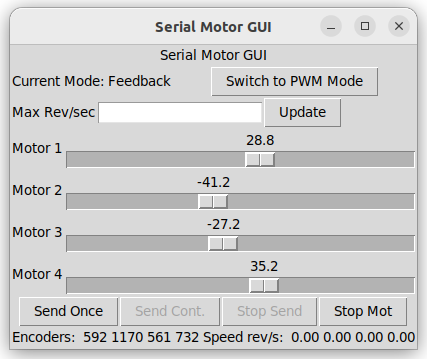 Serial Motor GUI
Serial Motor GUI
Current Mode: Feedback Switch to PWM Mode
Max Rev/sec Update
28.8
Motor 1
-41.2
Motor 2
-27.2
Motor 3
35.2
Motor 4
Send Once Send Cont. Stop Send Stop Mot
Encoders: 592 1170 561 732 Speed rev/s: 0.00 0.00 0.00 0.00